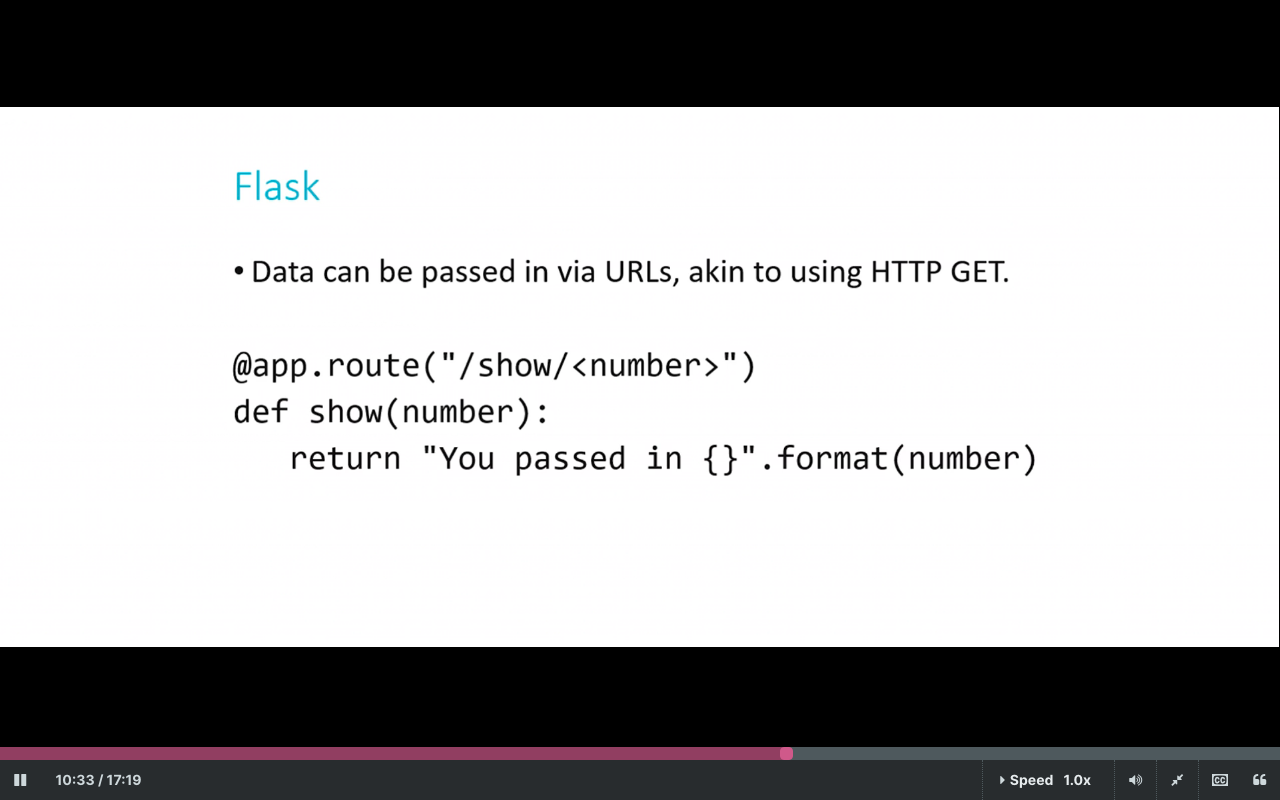 Flask
• Data can be passed in via URLs, akin to using HTTP GET.
@app.route("/show/<number>")
def show(number):
   return "You passed in {}".format(number)
10:33 / 17:19
Speed 1.0x
CC